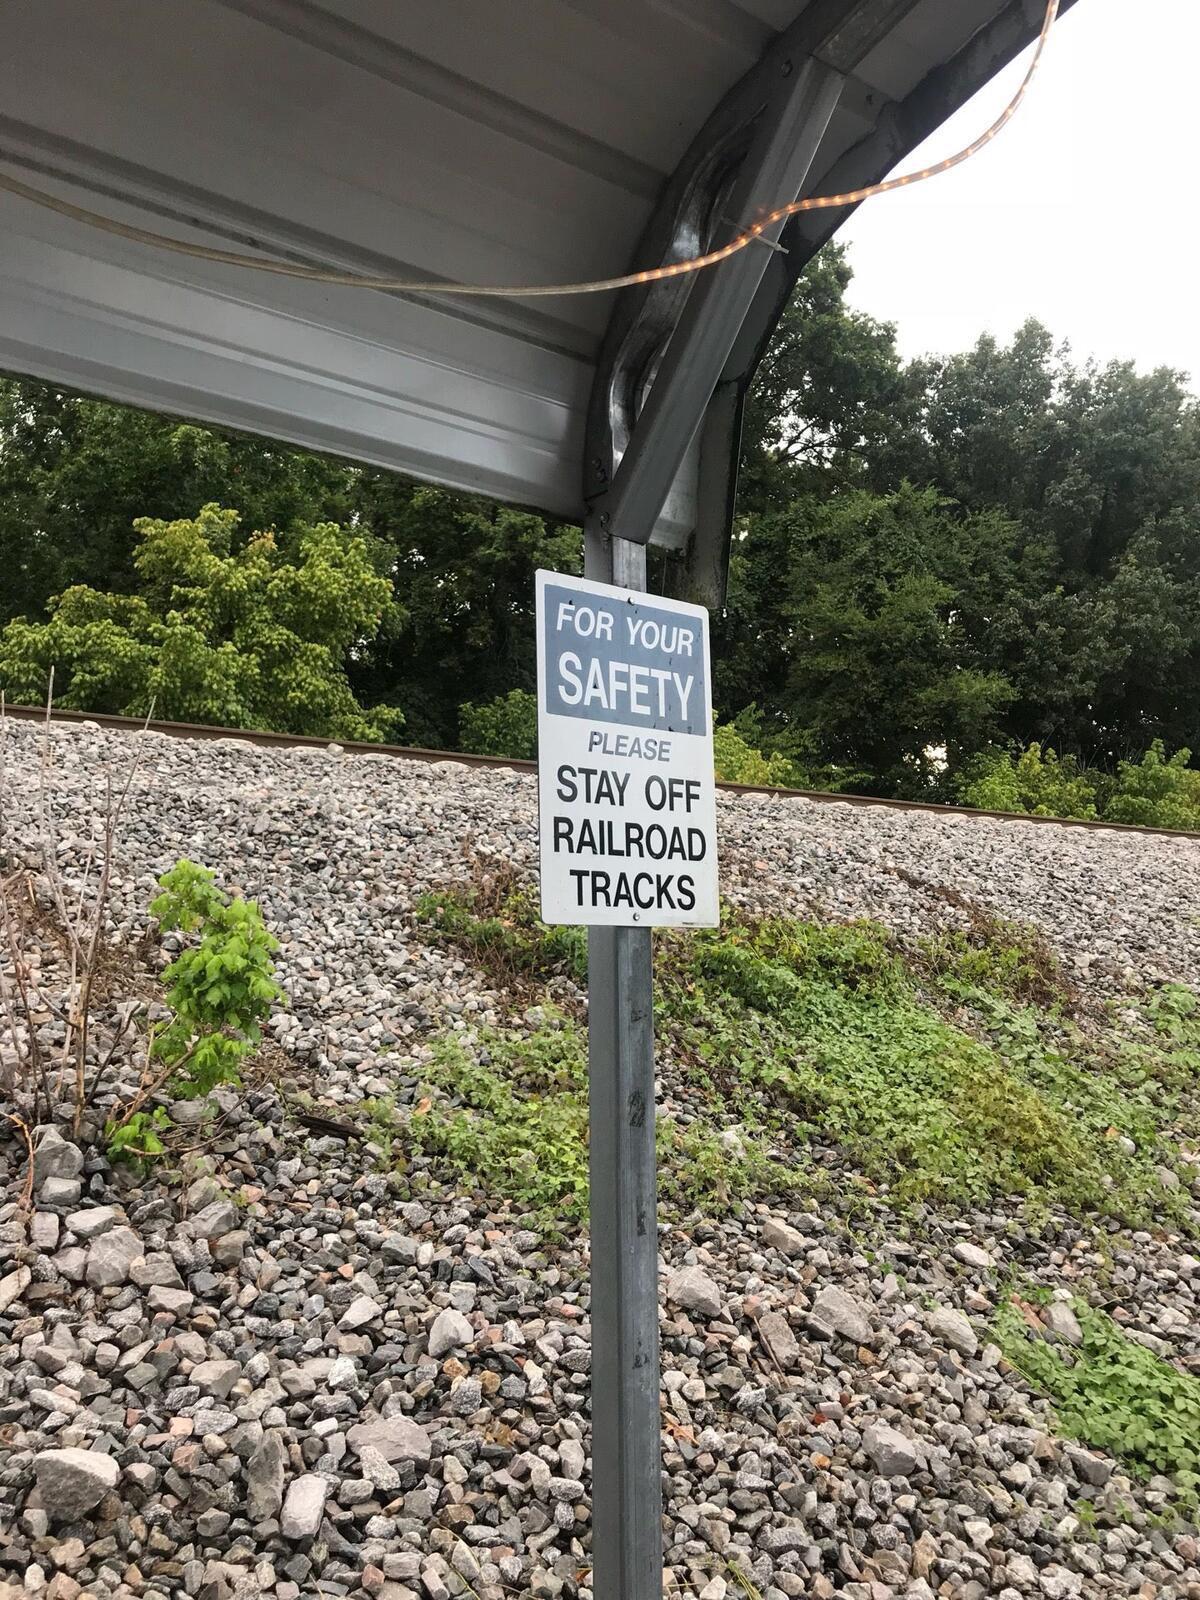 FOR YOUR
SAFETY
PLEASE
STAY OFF
RAILROAD
TRACKS